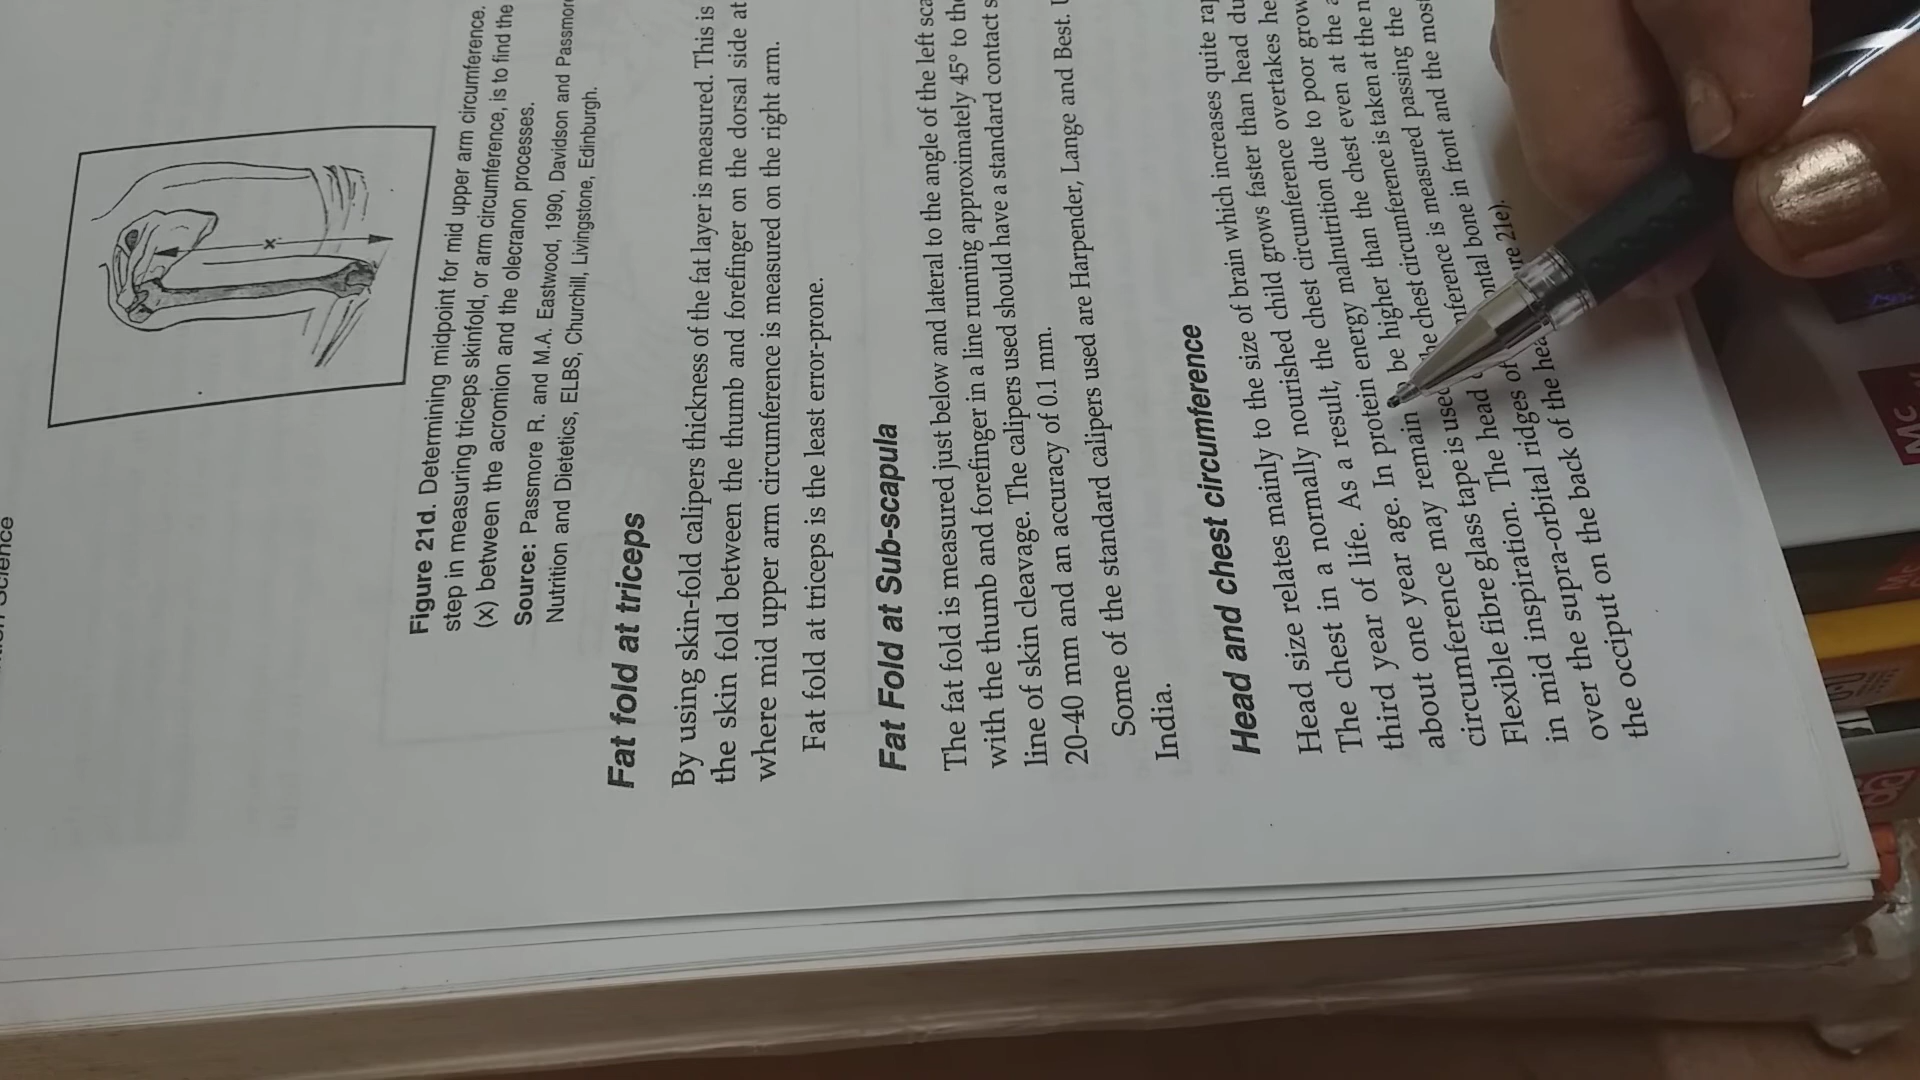 Science
x
Figure 21d. Determining midpoint for mid upper arm circumference.
step in measuring triceps skinfold, or arm circumference, is to find the
(x) between the acromion and the olecranon processes.
Source: Passmore R. and M.A. Eastwood, 1990, Davidson and Passmore
Nutrition and Dietetics, ELBS, Churchill, Livingstone, Edinburgh.
Fat fold at triceps
By using skin-fold calipers thickness of the fat layer is measured. This is
the skin fold between the thumb and forefinger on the dorsal side at
where mid upper arm circumference is measured on the right arm.
Fat fold at triceps is the least error-prone.
Fat Fold at Sub-scapula
The fat fold is measured just below and lateral to the angle of the left
with the thumb and forefinger in a line running approximately 45° to the
line of skin cleavage. The calipers used should have a standard contact
20-40 mm and an accuracy of 0.1 mm.
Some of the standard calipers used are Harpender, Lange and Best.
India.
Head and chest circumference
Head size relates mainly to the size of brain which increases quite
The chest in a normally nourished child grows faster than head
third year of life. As a result, the chest circumference overtakes
about one year age. In protein energy malnutrition due to poor
circumference may remain be higher than the chest even at the
Flexible fibre glass tape is used chest circumference is taken at the
in mid inspiration. The head is measured passing the
over the supra-orbital ridges of bone in front and the most
the occiput on the back of the 21e).
MC